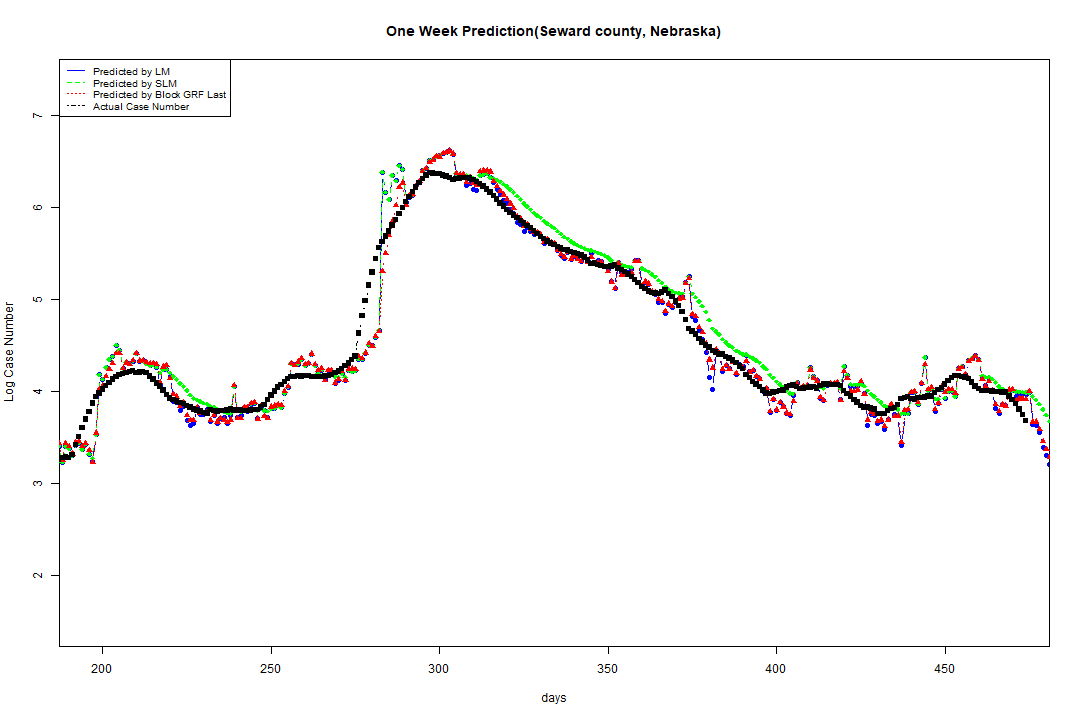 One Week Prediction(Seward county, Nebraska)
Predicted by LM
Predicted by SLM
Predicted by Block GRF Last
Actual Case Number
7
6
5
4
3
2
Log Case Number
200 250 300 350 400 450
days